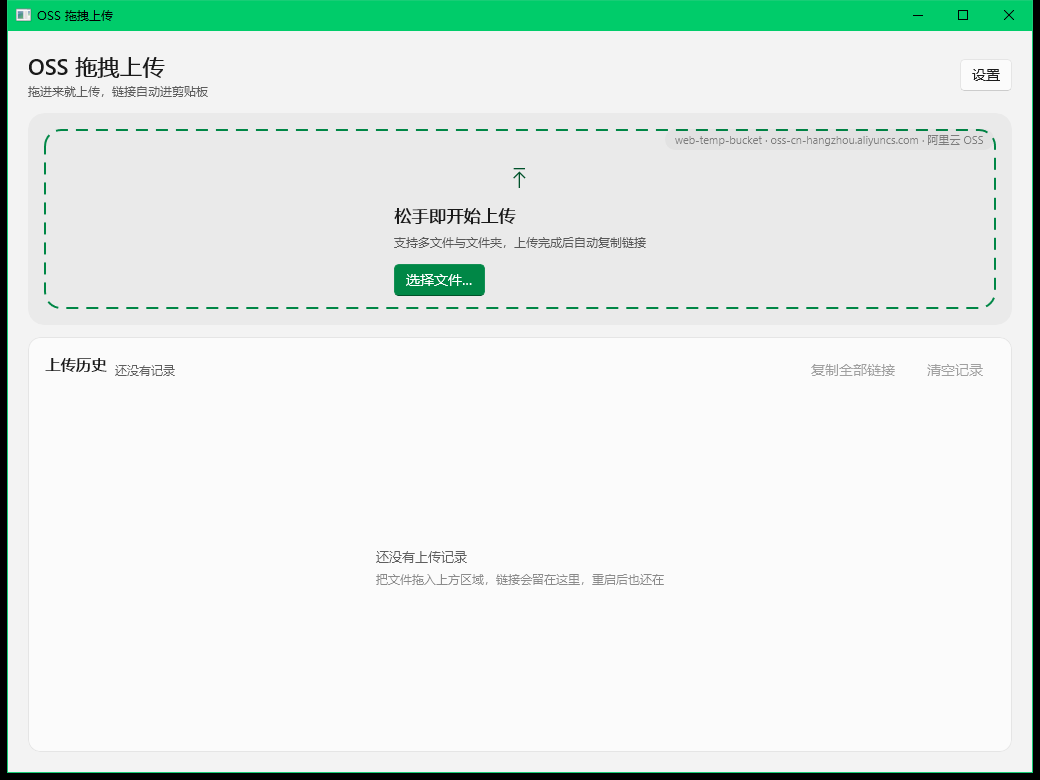 OSS 拖拽上传
OSS 拖拽上传
设置
拖进来就上传，链接自动进剪贴板
web-temp-bucket · oss-cn-hangzhou.aliyuncs.com · 阿里云 OSS
松手即开始上传
支持多文件与文件夹，上传完成后自动复制链接
选择文件...
上传历史 还没有记录
复制全部链接 清空记录
还没有上传记录
把文件拖入上方区域，链接会留在这里，重启后也还在